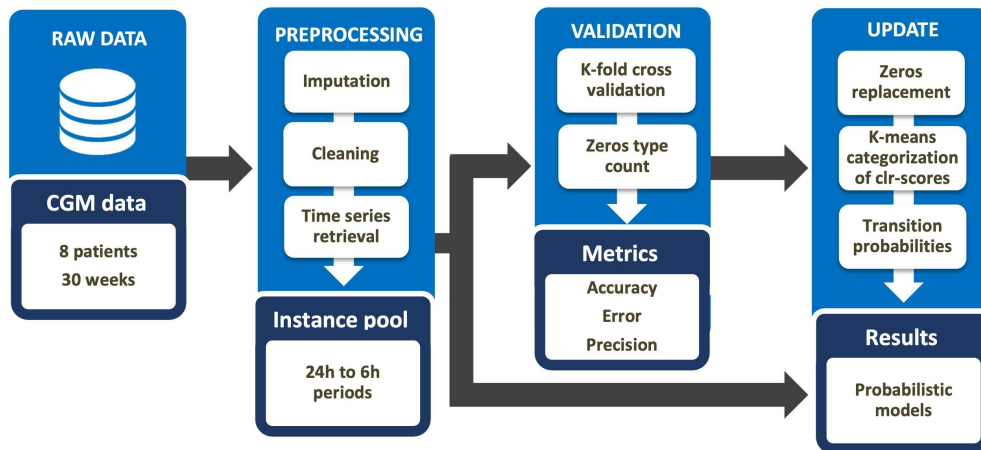 RAW DATA
CGM data
8 patients
30 weeks
PREPROCESSING
Imputation
Cleaning
Time series
retrieval
Instance pool
24h to 6h
periods
VALIDATION
K-fold cross
validation
Zeros type
count
Metrics
Accuracy
Error
Precision
UPDATE
Zeros
replacement
K-means
categorization
of clr-scores
Transition
probabilities
Results
Probabilistic
models